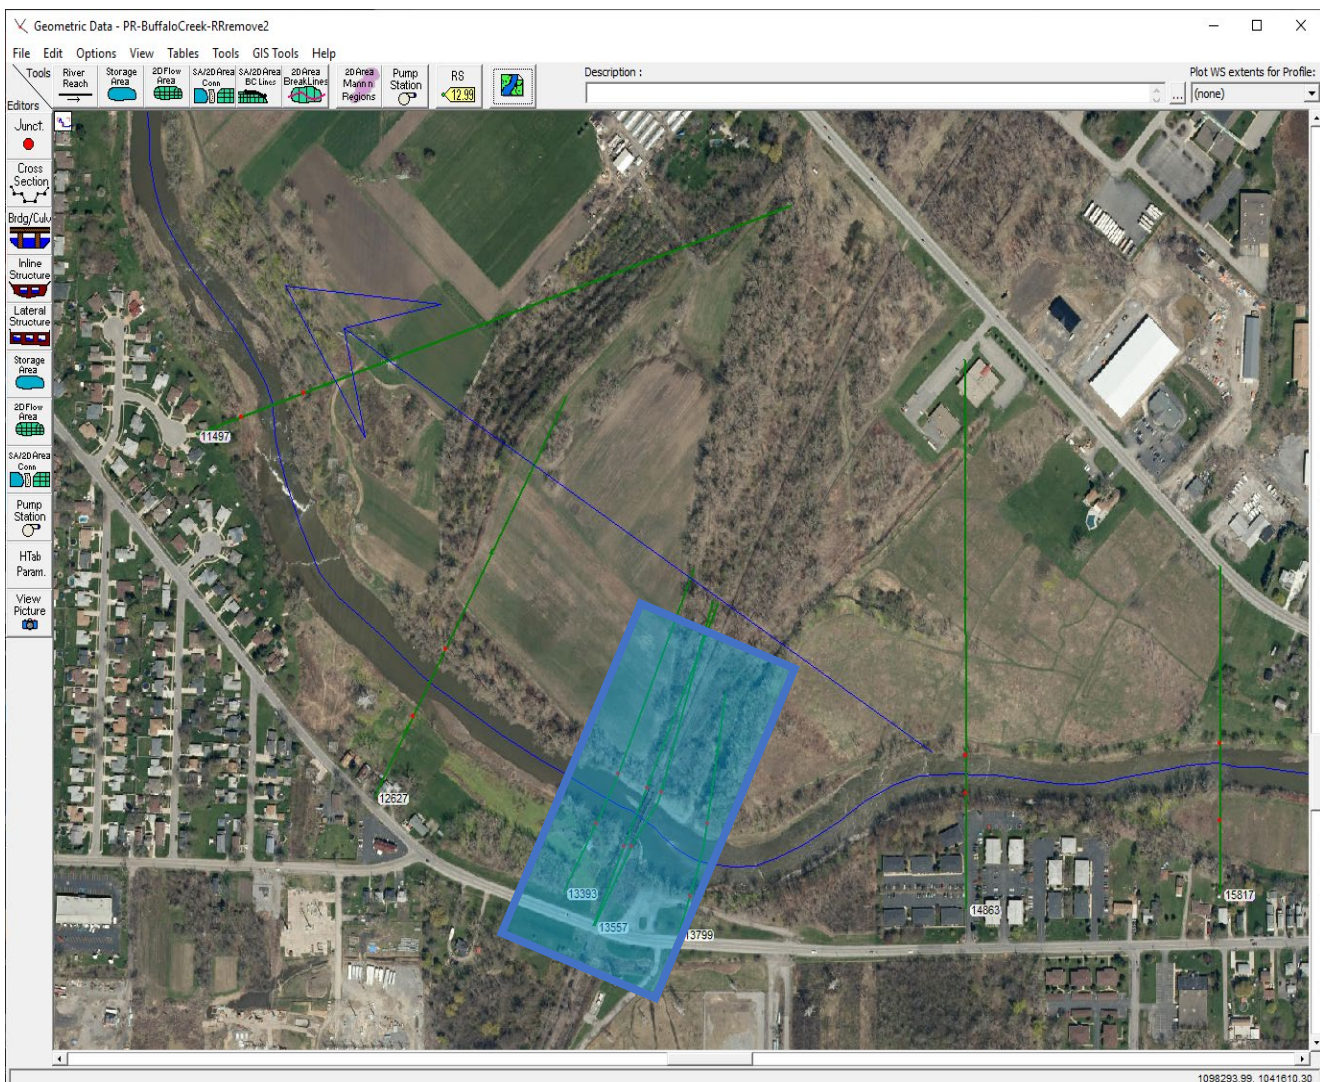 Geometric Data - PR-BuffaloCreek-RRremove2
File Edit Options View Tables Tools GIS Tools Help
Tools
Editors
River
Reach
Storage
Area
2D Flow
Area
SA/2D Area
Conn
SA/2D Area
BC Lines
2D Area
BreakLines
2D Area
Mann n
Regions
Pump
Station
RS
12.99
Description :
...
Plot WS extents for Profile:
(none)
Junct.
Cross
Section
Brdg/Culv
Inline
Structure
Lateral
Structure
Storage
Area
2D Flow
Area
SA/2D Area
Conn
Pump
Station
HTab
Param.
View
Picture
11497
12627
13393
13557
13799
14863
15817
1098293.99, 1041610.30